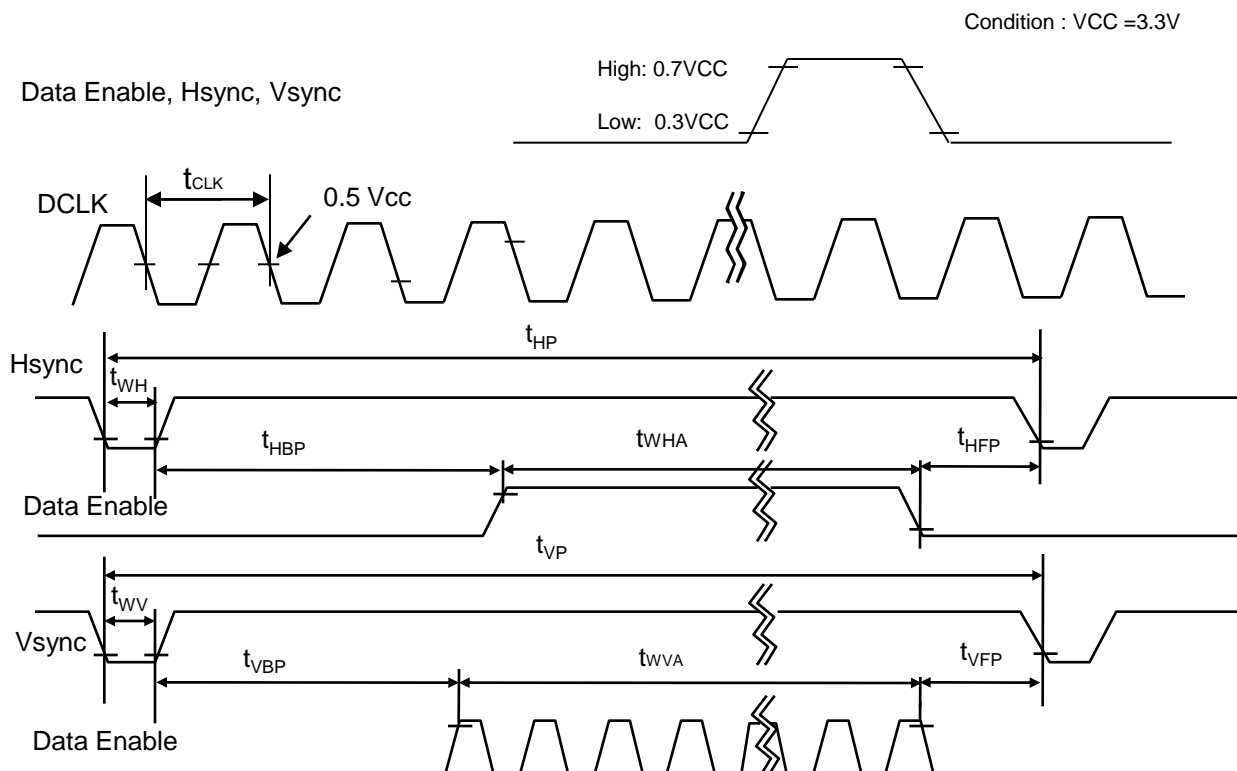 Condition : VCC =3.3V
High: 0.7VCC
Data Enable, Hsync, Vsync
Low: 0.3VCC
tCLK
0.5 Vcc
DCLK
tHP
Hsync
tWH
tHBP
tWHA
tHFP
Data Enable
tVP
tWV
Vsync
tVBP
tWVA
tVFP
Data Enable